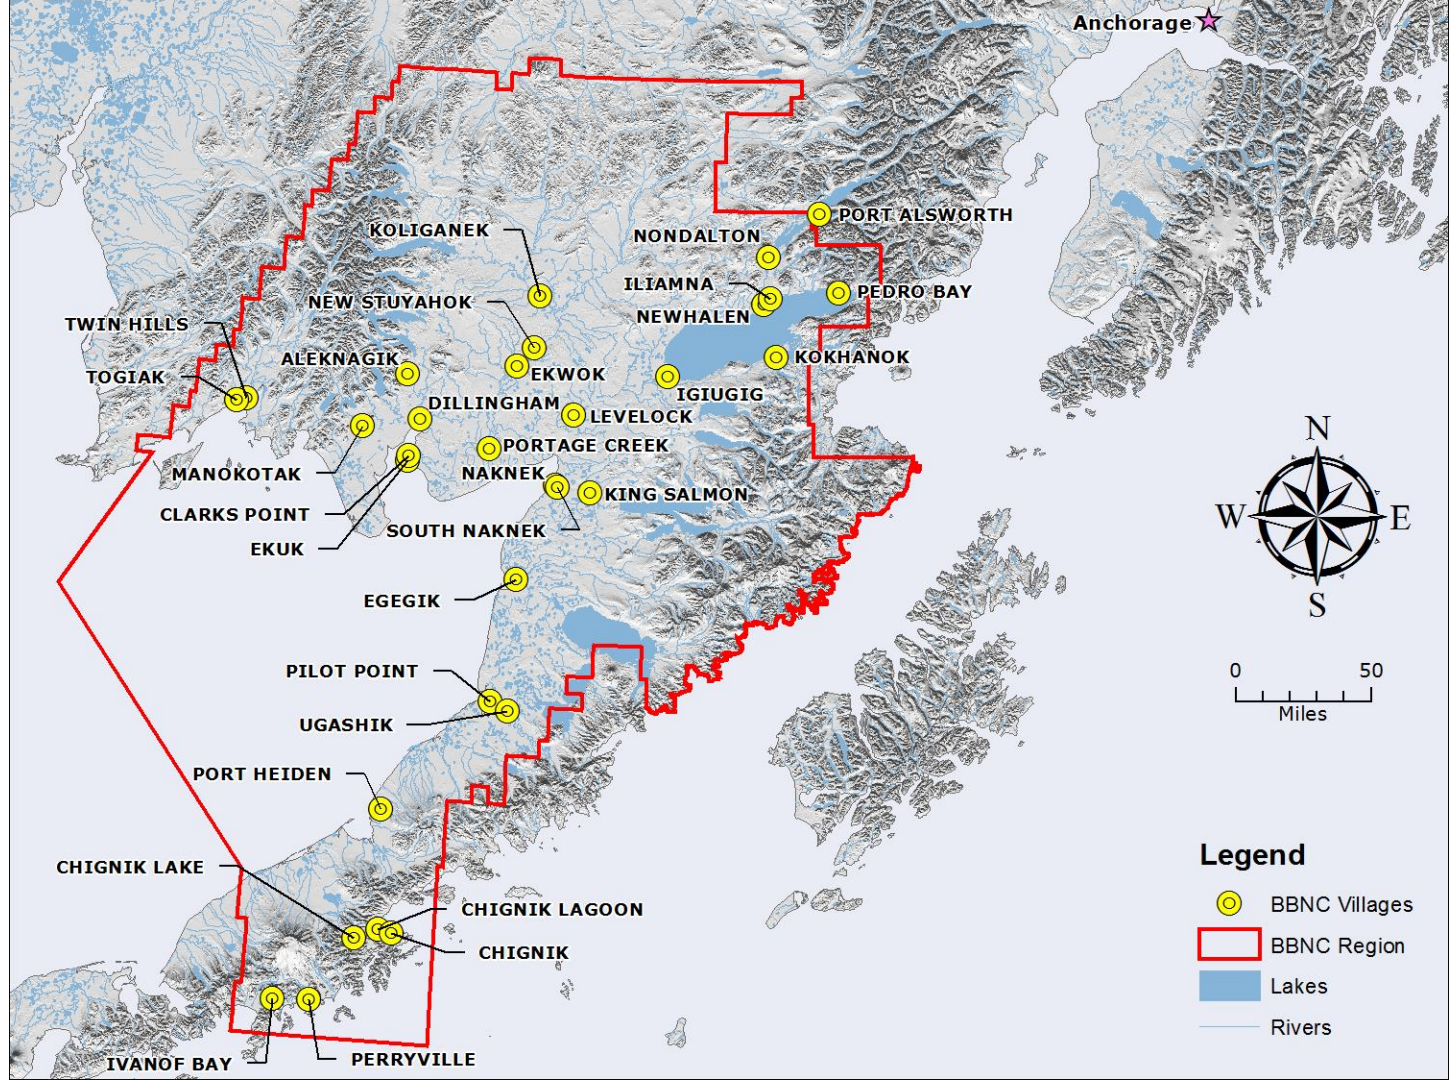 Anchorage
PORT ALSWORTH
KOLIGANEK
NONDALTON
ILIAMNA
PEDRO BAY
NEW STUYAHOK
NEWHALEN
TWIN HILLS
ALEKNAGIK
KOKHANOK
TOGIAK
EKWOK
IGIUGIG
DILLINGHAM
LEVELOCK
N
PORTAGE CREEK
MANOKOTAK
NAKNEK
KING SALMON
CLARKS POINT
W
E
SOUTH NAKNEK
EKUK
EGEGIK
S
PILOT POINT
0 50
Miles
UGASHIK
PORT HEIDEN
CHIGNIK LAKE
CHIGNIK LAGOON
CHIGNIK
IVANOF BAY
PERRYVILLE
Legend
BBNC Villages
BBNC Region
Lakes
Rivers